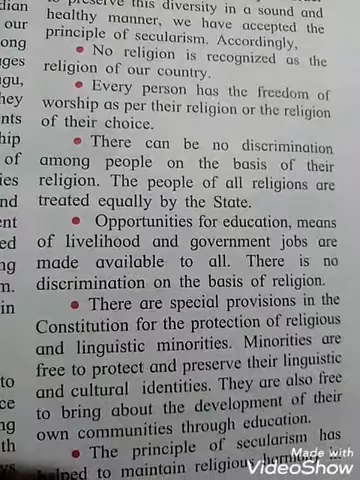 dian
to preserve this diversity in a sound and
our
healthy manner, we have accepted the
ong
principle of secularism. Accordingly,
• No religion is recognized as the
religion of our country.
• Every person has the freedom of
worship as per their religion or the religion
of their choice.
• There can be no discrimination
among people on the basis of their
religion. The people of all religions are
treated equally by the State.
• Opportunities for education, means
of livelihood and government jobs are
made available to all. There is no
discrimination on the basis of religion.
• There are special provisions in the
Constitution for the protection of religious
and linguistic minorities. Minorities are
free to protect and preserve their linguistic
and cultural identities. They are also free
to bring about the development of their
own communities through education.
• The principle of secularism has
helped to maintain religious harmony
Made with
VideoShow